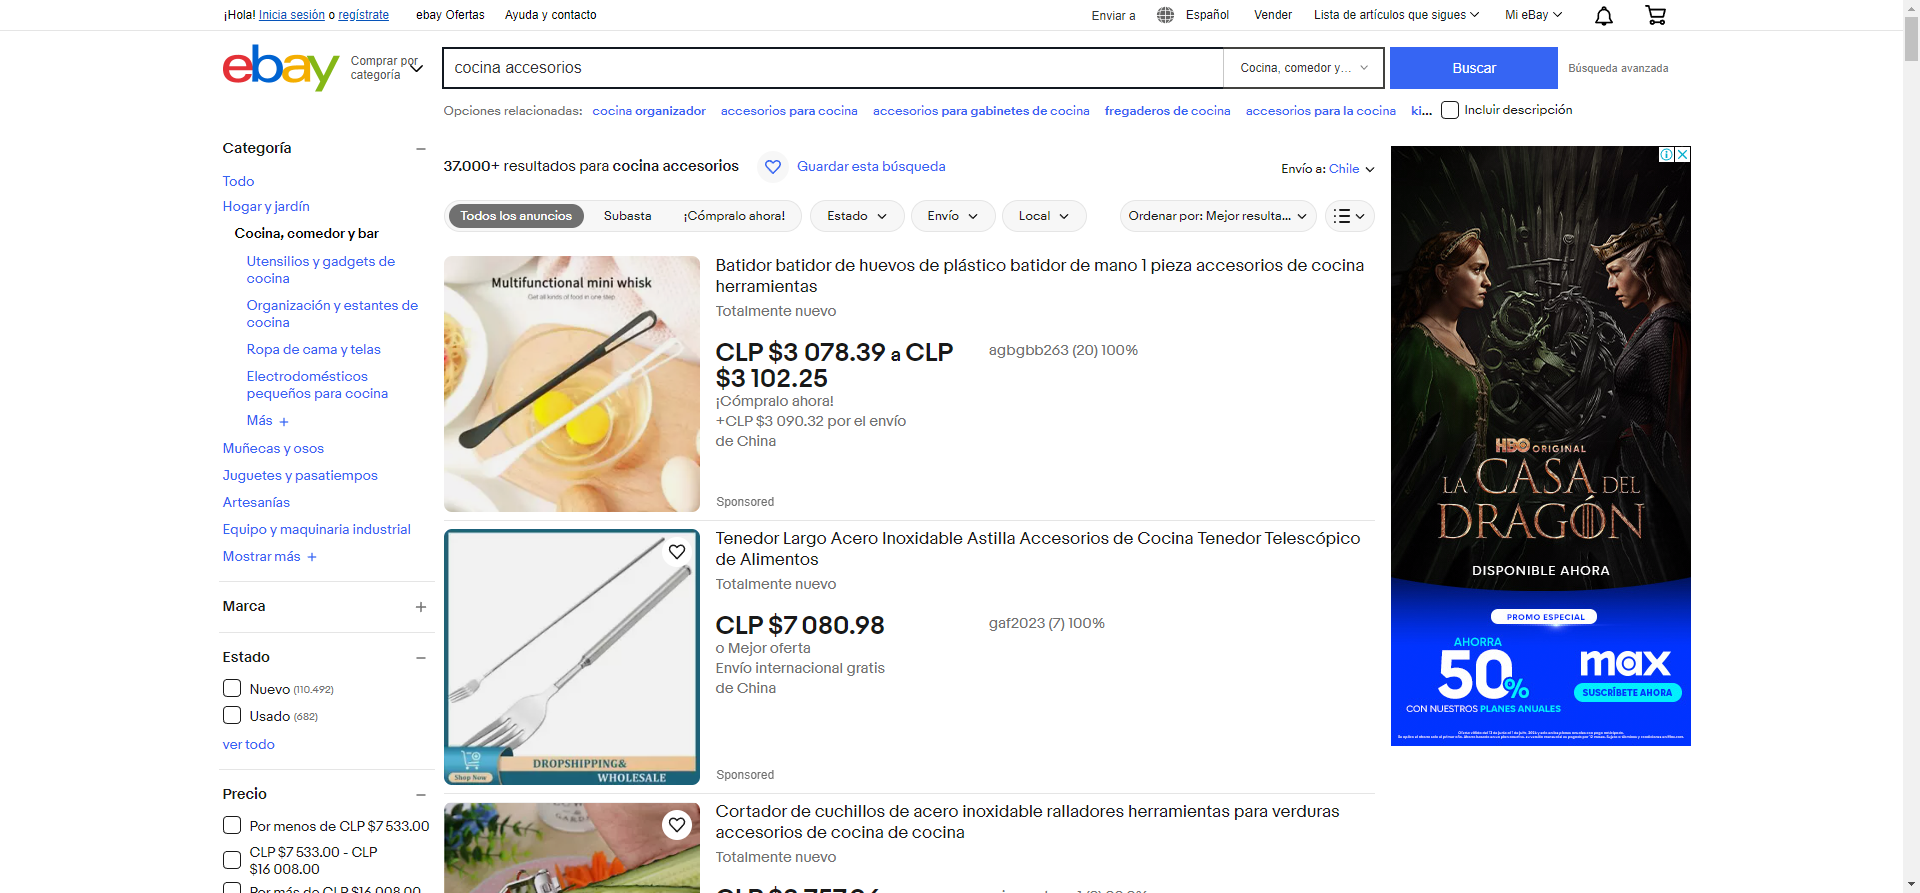 ¡Hola! Inicia sesión o regístrate
ebay Ofertas
Ayuda y contacto
Enviar a
Español
Vender
Lista de artículos que sigues
Mi eBay
ebay
Comprar por
categoría
cocina accesorios
Cocina, comedor y...
Buscar
Búsqueda avanzada
Opciones relacionadas: cocina organizador accesorios para cocina accesorios para gabinetes de cocina fregaderos de cocina accesorios para la cocina ki...
Incluir descripción
Categoría
Todo
Hogar y jardín
Cocina, comedor y bar
Utensilios y gadgets de
cocina
Organización y estantes de
cocina
Ropa de cama y telas
Electrodomésticos
pequeños para cocina
Más +
Muñecas y osos
Juguetes y pasatiempos
Artesanías
Equipo y maquinaria industrial
Mostrar más +
Marca
Estado
Nuevo (110.492)
Usado (682)
ver todo
Precio
Por menos de CLP $7 533.00
CLP $7 533.00 - CLP
$16 008.00
Por más de CLP $16 008.00
37.000+ resultados para cocina accesorios
Guardar esta búsqueda
Envío a: Chile
Todos los anuncios
Subasta
¡Cómpralo ahora!
Estado
Envío
Local
Ordenar por: Mejor resulta...
Multifunctional mini whisk
Get all kinds of food in one step
Batidor batidor de huevos de plástico batidor de mano 1 pieza accesorios de cocina
herramientas
Totalmente nuevo
CLP $3 078.39 a CLP
$3 102.25
agbgbb263 (20) 100%
¡Cómpralo ahora!
+CLP $3 090.32 por el envío
de China
Sponsored
Shop Now
DROPSHIPPING&
WHOLESALE
Tenedor Largo Acero Inoxidable Astilla Accesorios de Cocina Tenedor Telescópico
de Alimentos
Totalmente nuevo
CLP $7 080.98
gaf2023 (7) 100%
o Mejor oferta
Envío internacional gratis
de China
Sponsored
Cortador de cuchillos de acero inoxidable ralladores herramientas para verduras
accesorios de cocina de cocina
Totalmente nuevo
HBO ORIGINAL
LA CASA DEL
DRAGÓN
DISPONIBLE AHORA
PROMO ESPECIAL
AHORRA
50%
CON NUESTROS PLANES ANUALES
max
SUSCRÍBETE AHORA